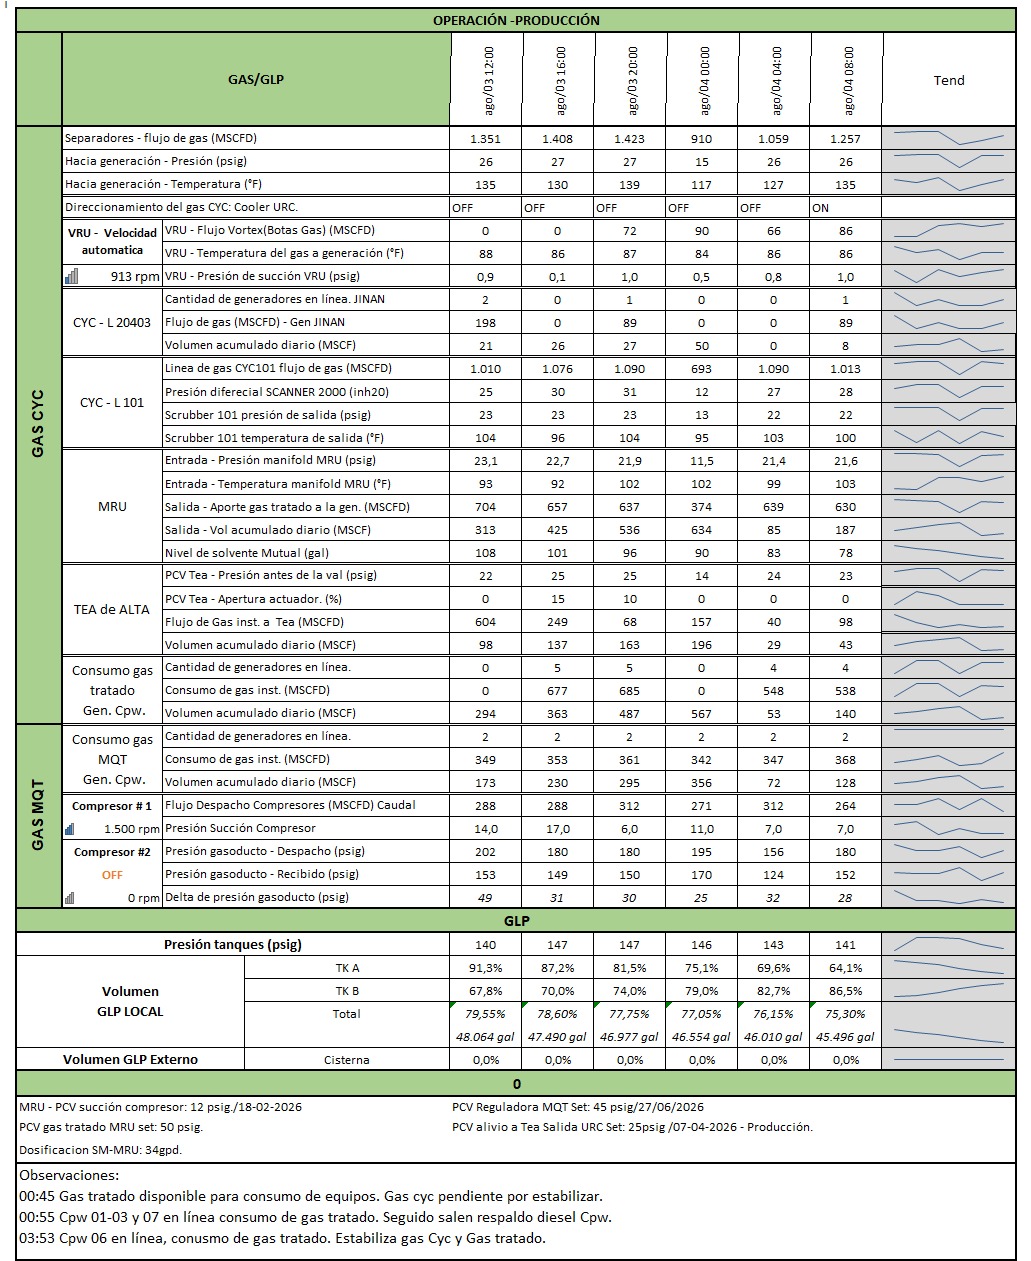 OPERACIÓN -PRODUCCIÓN
GAS/GLP ago/03 12:00 ago/03 16:00 ago/03 20:00 ago/04 00:00 ago/04 04:00 ago/04 08:00 Tend
GAS CYC
Separadores - flujo de gas (MSCFD) 1.351 1.408 1.423 910 1.059 1.257
Hacia generación - Presión (psig) 26 27 27 15 26 26
Hacia generación - Temperatura (°F) 135 130 139 117 127 135
Direccionamiento del gas CYC: Cooler URC. OFF OFF OFF OFF OFF ON
VRU - Velocidad automatica
VRU - Flujo Vortex(Botas Gas) (MSCFD) 0 0 72 90 66 86
VRU - Temperatura del gas a generación (°F) 88 86 87 84 86 86
913 rpm VRU - Presión de succión VRU (psig) 0,9 0,1 1,0 0,5 0,8 1,0
CYC - L 20403
Cantidad de generadores en línea. JINAN 2 0 1 0 0 1
Flujo de gas (MSCFD) - Gen JINAN 198 0 89 0 0 89
Volumen acumulado diario (MSCF) 21 26 27 50 0 8
CYC - L 101
Linea de gas CYC101 flujo de gas (MSCFD) 1.010 1.076 1.090 693 1.090 1.013
Presión diferecial SCANNER 2000 (inh20) 25 30 31 12 27 28
Scrubber 101 presión de salida (psig) 23 23 23 13 22 22
Scrubber 101 temperatura de salida (°F) 104 96 104 95 103 100
MRU
Entrada - Presión manifold MRU (psig) 23,1 22,7 21,9 11,5 21,4 21,6
Entrada - Temperatura manifold MRU (°F) 93 92 102 102 99 103
Salida - Aporte gas tratado a la gen. (MSCFD) 704 657 637 374 639 630
Salida - Vol acumulado diario (MSCF) 313 425 536 634 85 187
Nivel de solvente Mutual (gal) 108 101 96 90 83 78
TEA de ALTA
PCV Tea - Presión antes de la val (psig) 22 25 25 14 24 23
PCV Tea - Apertura actuador. (%) 0 15 10 0 0 0
Flujo de Gas inst. a Tea (MSCFD) 604 249 68 157 40 98
Volumen acumulado diario (MSCF) 98 137 163 196 29 43
Consumo gas tratado Gen. Cpw.
Cantidad de generadores en línea. 0 5 5 0 4 4
Consumo de gas inst. (MSCFD) 0 677 685 0 548 538
Volumen acumulado diario (MSCF) 294 363 487 567 53 140
GAS MQT
Consumo gas MQT Gen. Cpw.
Cantidad de generadores en línea. 2 2 2 2 2 2
Consumo de gas inst. (MSCFD) 349 353 361 342 347 368
Volumen acumulado diario (MSCF) 173 230 295 356 72 128
Compresor # 1 Flujo Despacho Compresores (MSCFD) Caudal 288 288 312 271 312 264
1.500 rpm Presión Succión Compresor 14,0 17,0 6,0 11,0 7,0 7,0
Compresor #2 Presión gasoducto - Despacho (psig) 202 180 180 195 156 180
OFF Presión gasoducto - Recibido (psig) 153 149 150 170 124 152
0 rpm Delta de presión gasoducto (psig) 49 31 30 25 32 28
GLP
Presión tanques (psig) 140 147 147 146 143 141
Volumen GLP LOCAL
TK A 91,3% 87,2% 81,5% 75,1% 69,6% 64,1%
TK B 67,8% 70,0% 74,0% 79,0% 82,7% 86,5%
Total 79,55% 78,60% 77,75% 77,05% 76,15% 75,30%
48.064 gal 47.490 gal 46.977 gal 46.554 gal 46.010 gal 45.496 gal
Volumen GLP Externo Cisterna 0,0% 0,0% 0,0% 0,0% 0,0% 0,0%
0
MRU - PCV succión compresor: 12 psig./18-02-2026 PCV Reguladora MQT Set: 45 psig/27/06/2026
PCV gas tratado MRU set: 50 psig. PCV alivio a Tea Salida URC Set: 25psig /07-04-2026 - Producción.
Dosificacion SM-MRU: 34gpd.
Observaciones:
00:45 Gas tratado disponible para consumo de equipos. Gas cyc pendiente por estabilizar.
00:55 Cpw 01-03 y 07 en línea consumo de gas tratado. Seguido salen respaldo diesel Cpw.
03:53 Cpw 06 en línea, conusmo de gas tratado. Estabiliza gas Cyc y Gas tratado.